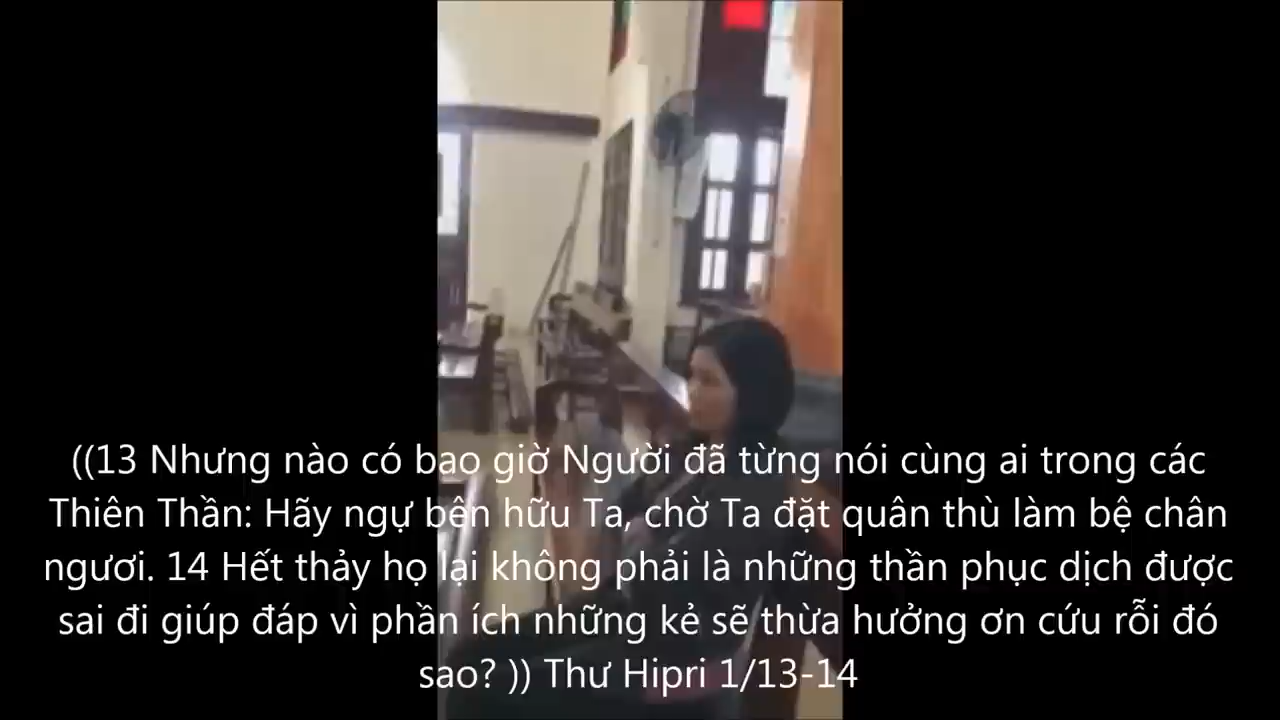 ((13 Nhưng nào có bao giờ Người đã từng nói cùng ai trong các
Thiên Thần: Hãy ngự bên hữu Ta, chờ Ta đặt quân thù làm bệ chân
ngươi. 14 Hết thảy họ lại không phải là những thần phục dịch được
sai đi giúp đáp vì phần ích những kẻ sẽ thừa hưởng ơn cứu rỗi đó
sao? )) Thư Hipri 1/13-14